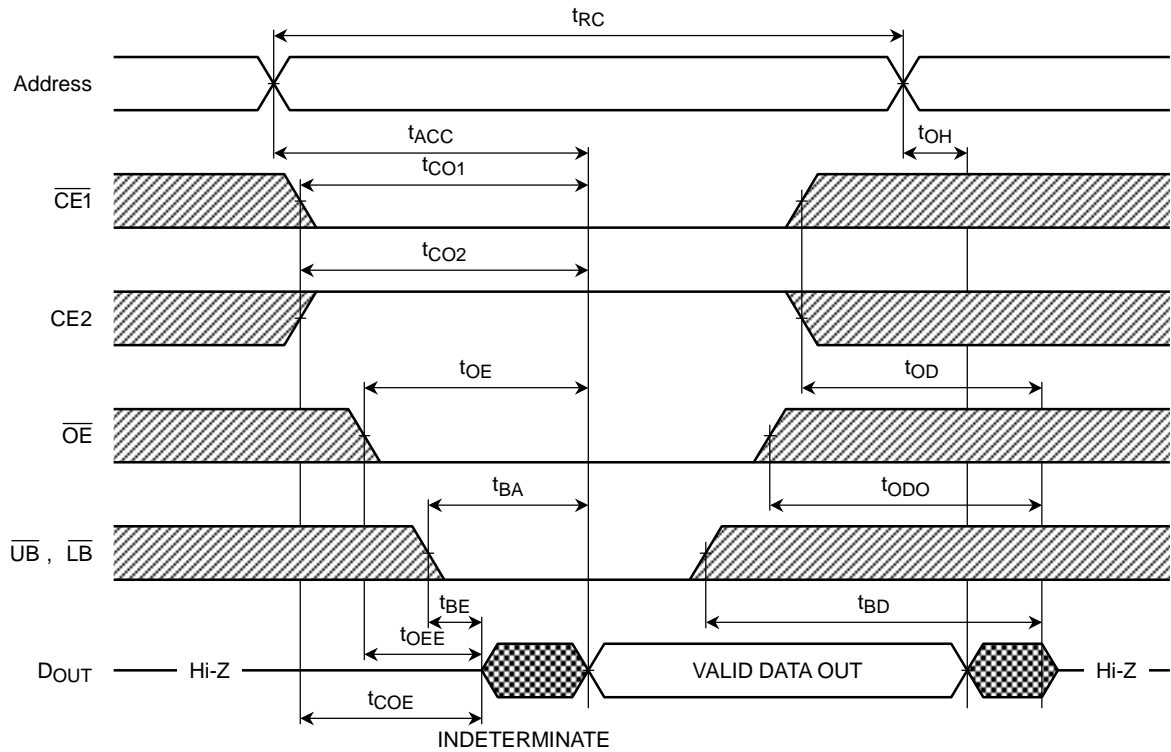 tRC
Address
tACC
tOH
tCO1
CE1
tCO2
CE2
tOE
tOD
OE
tBA
tODO
UB , LB
tBE
tBD
tOEE
DOUT
Hi-Z
VALID DATA OUT
Hi-Z
tCOE
INDETERMINATE